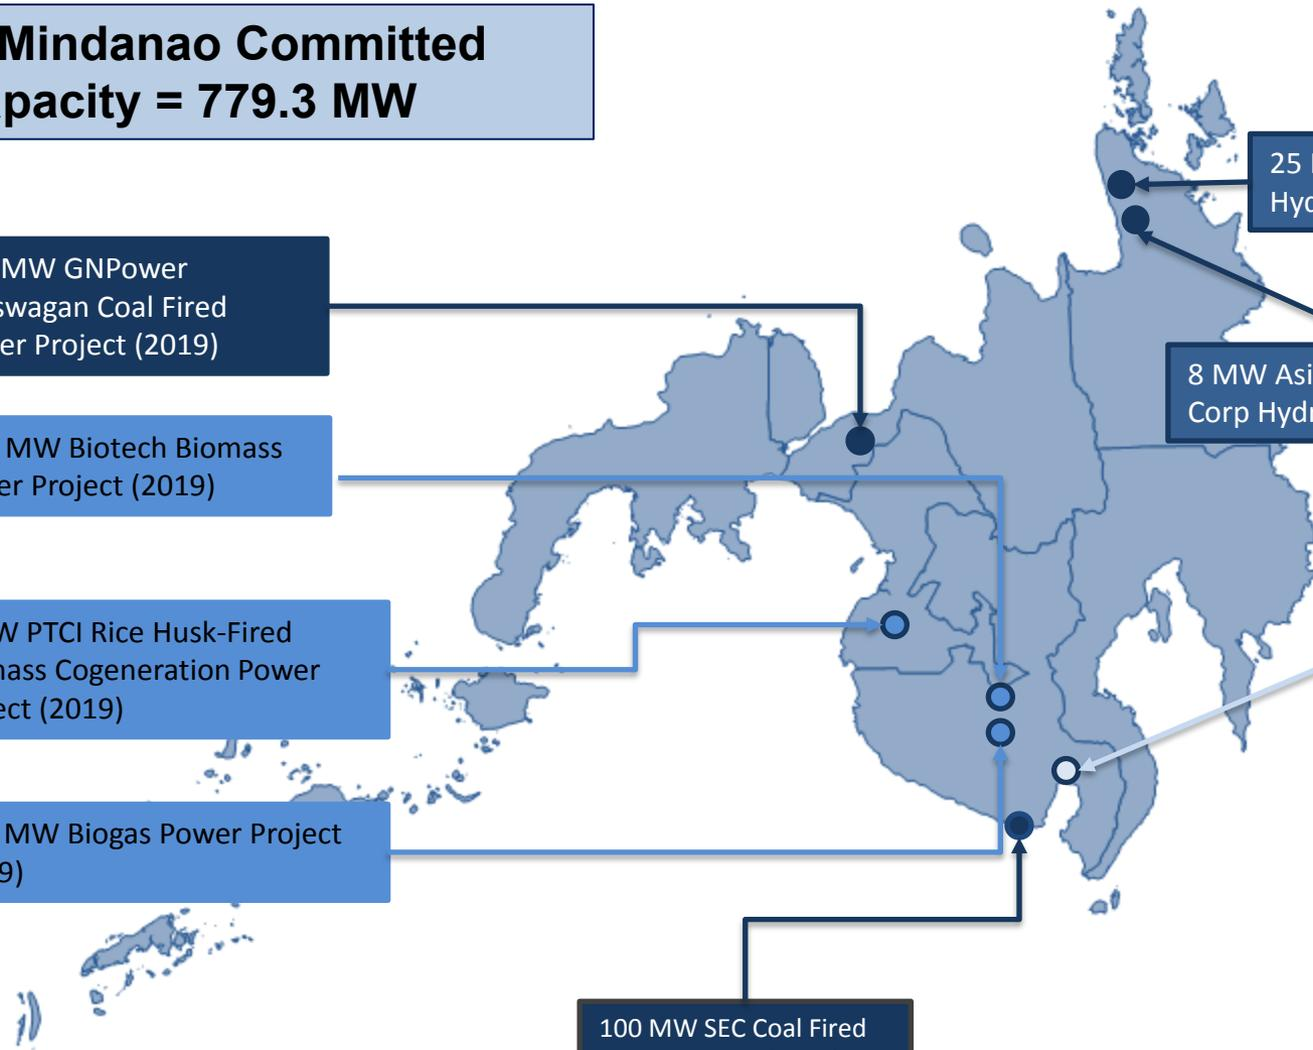 Mindanao Committed
pacity = 779.3 MW
25
Hyd
MW GNPower
swagan Coal Fired
er Project (2019)
8 MW Asi
Corp Hydr
MW Biotech Biomass
er Project (2019)
W PTCI Rice Husk-Fired
mass Cogeneration Power
ect (2019)
MW Biogas Power Project
9)
100 MW SEC Coal Fired